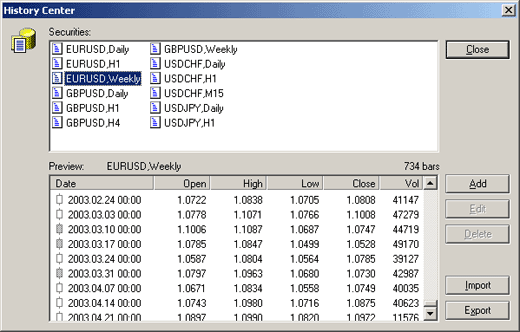 History Center
Securities:
EURUSD,Daily GBPUSD,Weekly
EURUSD,H1 USDCHF,Daily
EURUSD,Weekly USDCHF,H1
GBPUSD,Daily USDCHF,M15
GBPUSD,H1 USDJPY,Daily
GBPUSD,H4 USDJPY,H1
Close
Preview: EURUSD,Weekly 734 bars
Date Open High Low Close Vol
2003.02.24 00:00 1.0722 1.0838 1.0705 1.0808 41147
2003.03.03 00:00 1.0778 1.1071 1.0766 1.1008 47279
2003.03.10 00:00 1.1006 1.1087 1.0687 1.0747 44719
2003.03.17 00:00 1.0785 1.0847 1.0499 1.0528 49170
2003.03.24 00:00 1.0587 1.0804 1.0564 1.0785 39127
2003.03.31 00:00 1.0797 1.0963 1.0680 1.0730 42987
2003.04.07 00:00 1.0671 1.0834 1.0558 1.0749 40035
2003.04.14 00:00 1.0743 1.0980 1.0716 1.0875 40623
2003.04.21 00:00 1.0897 1.0990 1.0820 1.0972 11576
Add
Edit
Delete
Import
Export